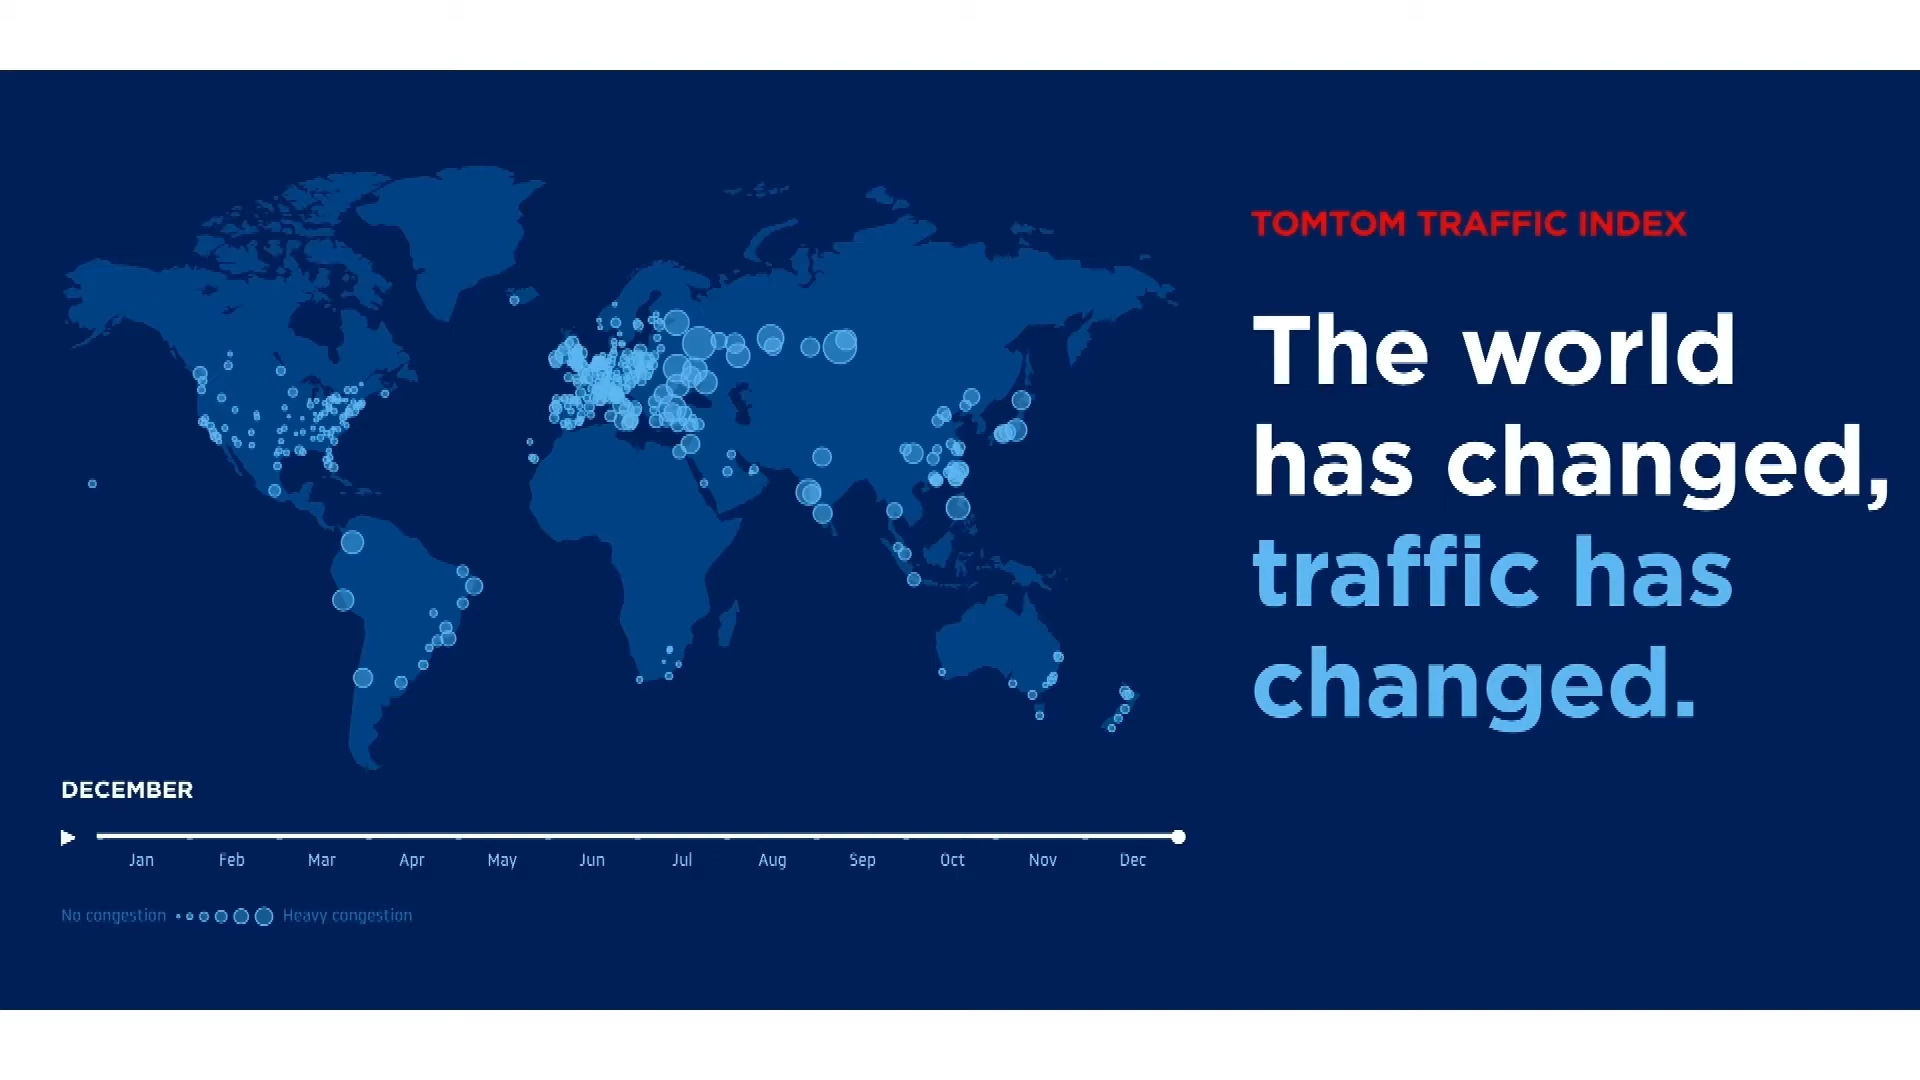 TOMTOM TRAFFIC INDEX
The world
has changed,
traffic has
changed.
DECEMBER
Jan Feb Mar Apr May Jun Jul Aug Sep Oct Nov Dec
No congestion Heavy congestion